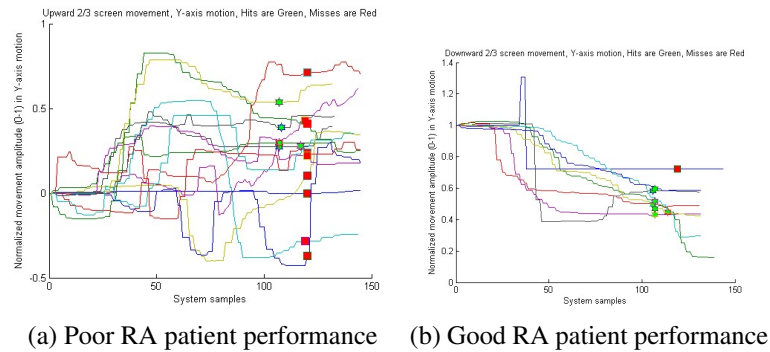 Upward 2/3 screen movement, Y-axis motion, Hits are Green, Misses are Red
Normalized movement amplitude (0-1) in Y-axis motion
1
0.5
0
-0.5
0
50
100
150
System samples
(a) Poor RA patient performance
Downward 2/3 screen movement, Y-axis motion, Hits are Green, Misses are Red
Normalized movement amplitude (0-1) in Y-axis motion
1.4
1.2
1
0.8
0.6
0.4
0.2
0
0
50
100
150
System samples
(b) Good RA patient performance